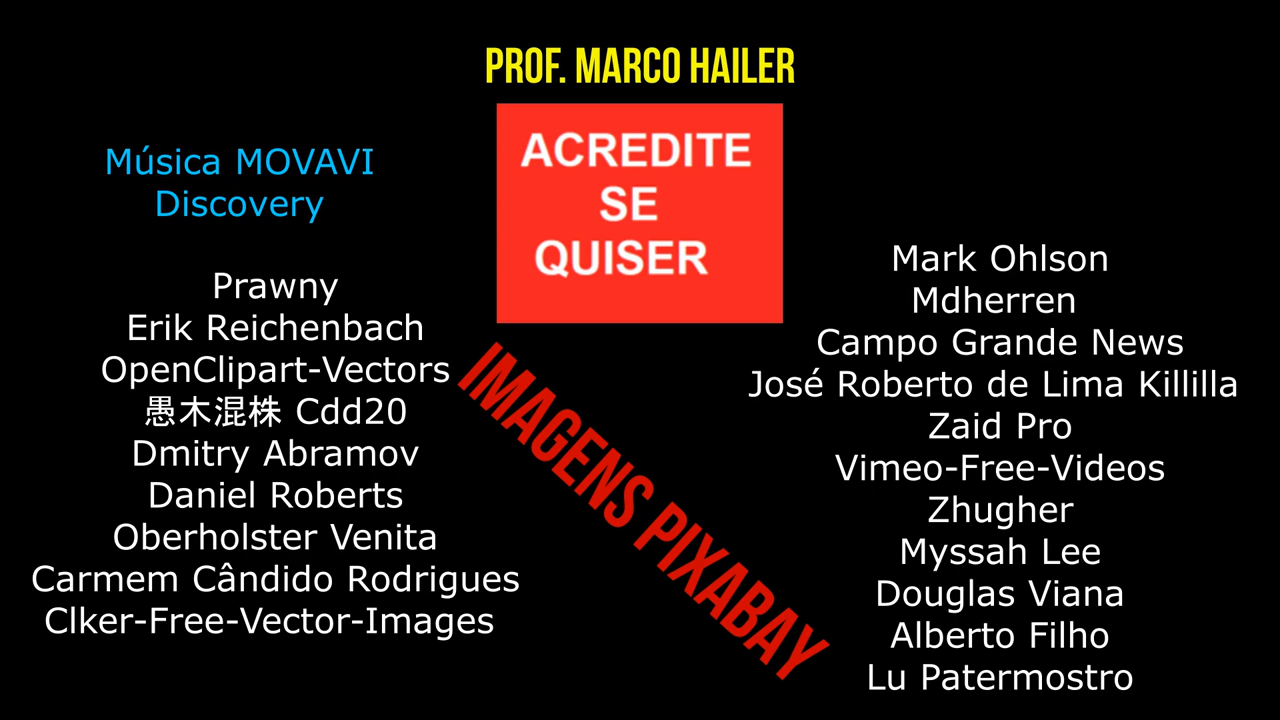 PROF. MARCO HAILER
ACREDITE
SE
QUISER
Música MOVAVI
Discovery
Prawny
Erik Reichenbach
OpenClipart-Vectors
愚木混株 Cdd20
Dmitry Abramov
Daniel Roberts
Oberholster Venita
Carmem Cândido Rodrigues
Clker-Free-Vector-Images
IMAGENS PIXABAY
Mark Ohlson
Mdherren
Campo Grande News
José Roberto de Lima Killilla
Zaid Pro
Vimeo-Free-Videos
Zhugher
Myssah Lee
Douglas Viana
Alberto Filho
Lu Patermostro